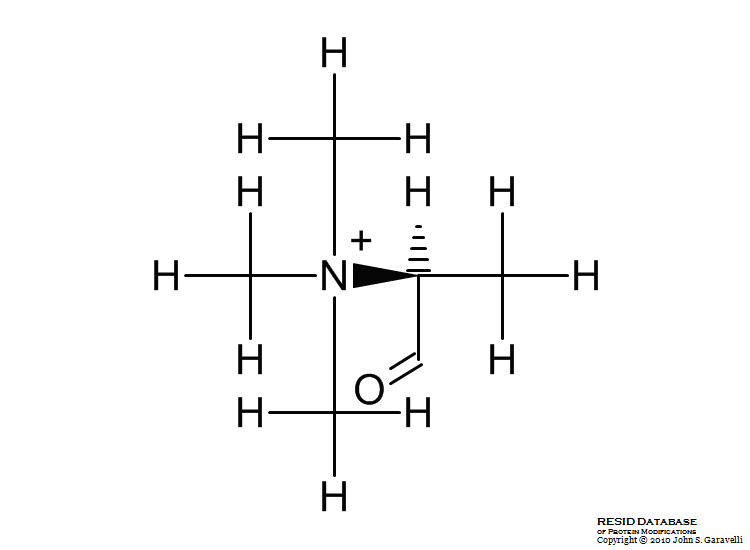 H
H H
H H H
+
H N H
H H
O
H H
H
RESID DATABASE
OF PROTEIN MODIFICATIONS
Copyright © 2010 John S. Garavelli